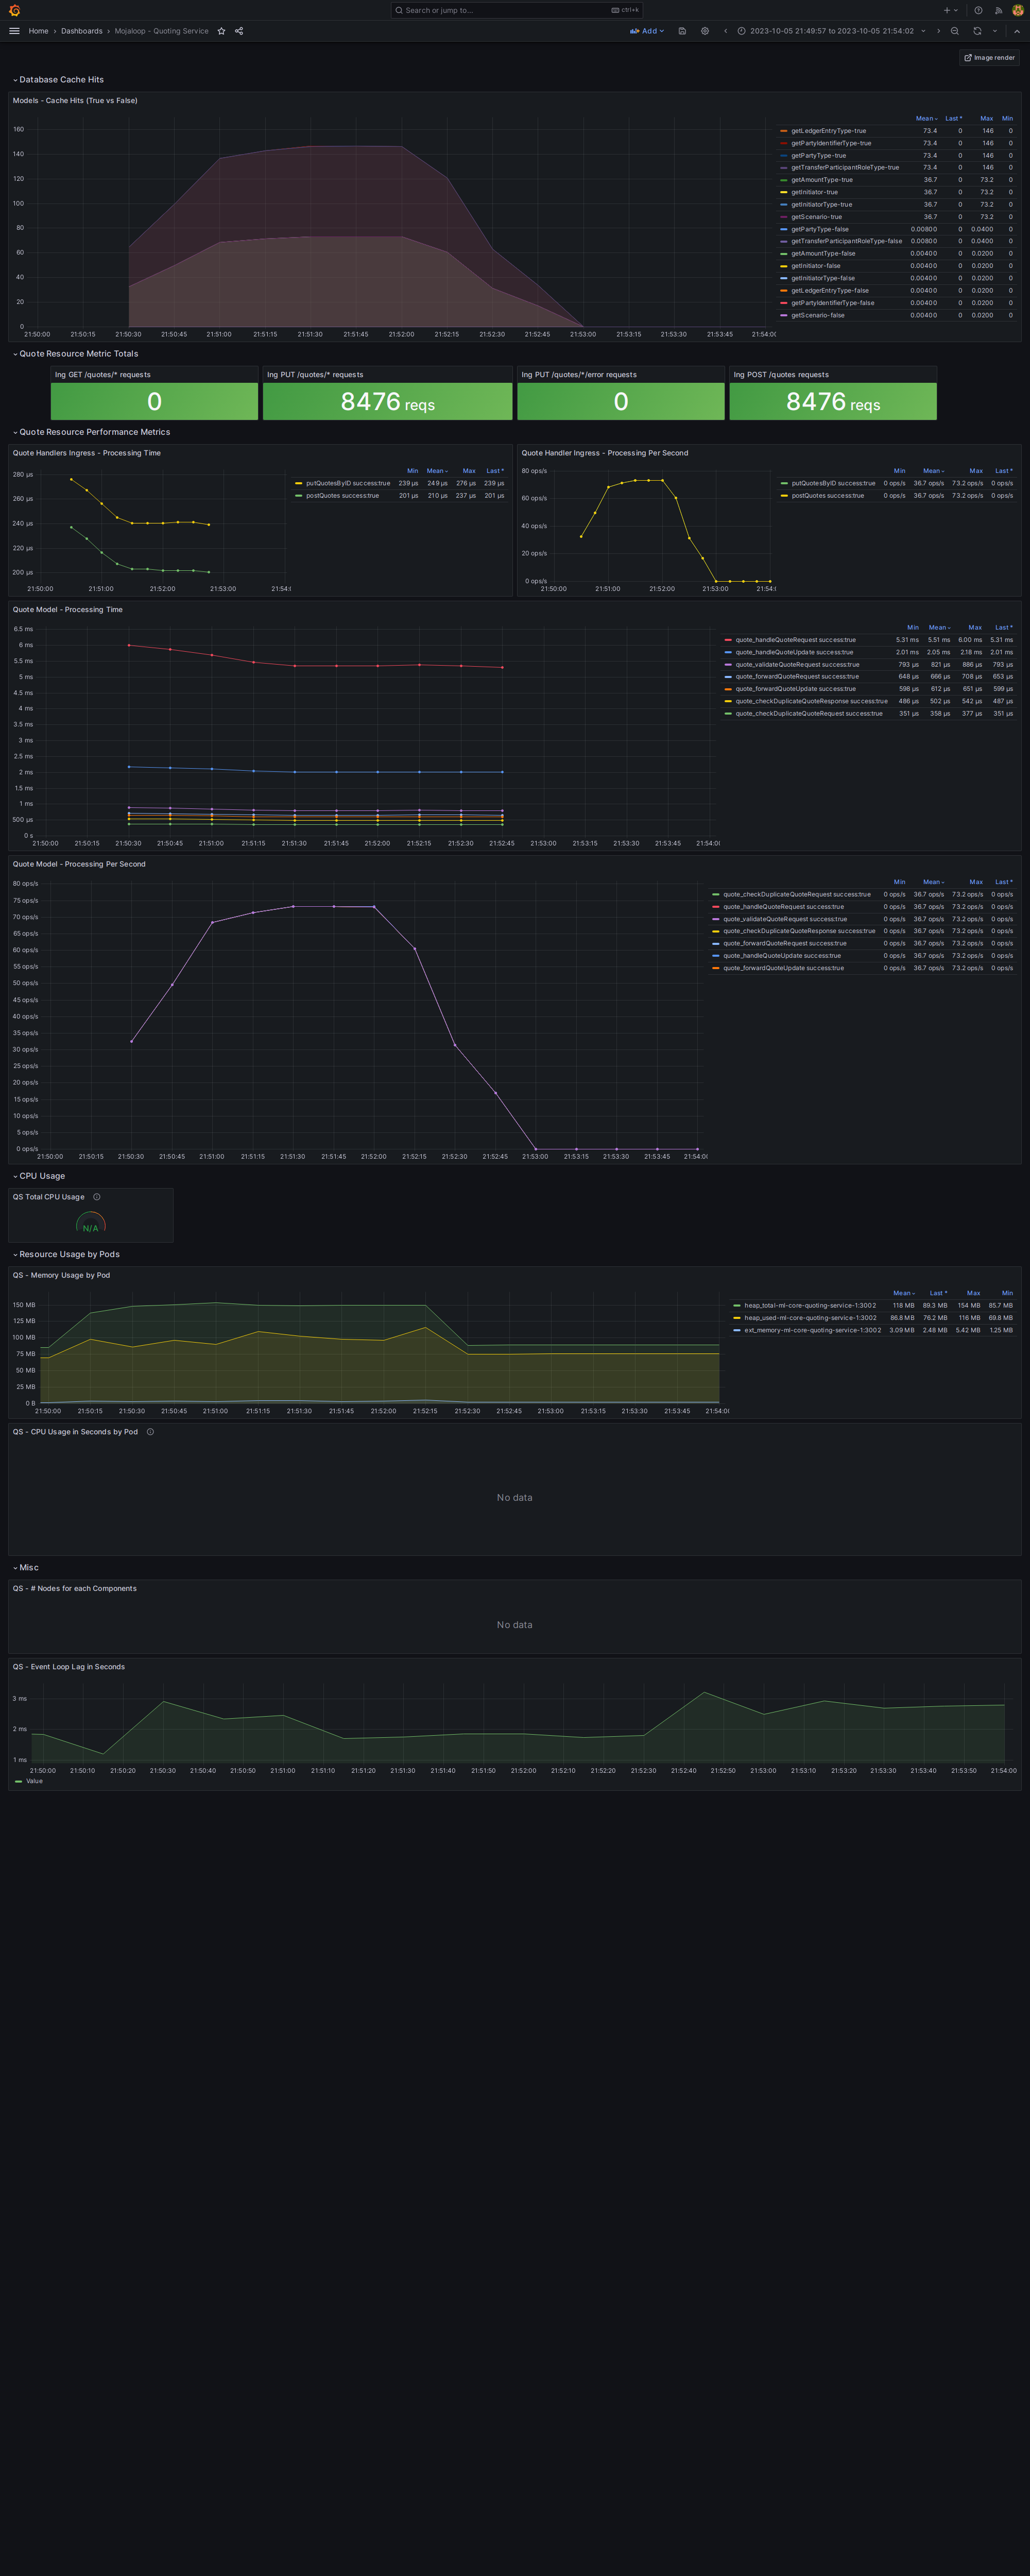 Search or jump to...
ctrl+k
Home › Dashboards › Mojaloop - Quoting Service
Add
2023-10-05 21:49:57 to 2023-10-05 21:54:02
Image render
Database Cache Hits
Models - Cache Hits (True vs False)
160
140
120
100
80
60
40
20
0
21:50:00 21:50:15 21:50:30 21:50:45 21:51:00 21:51:15 21:51:30 21:51:45 21:52:00 21:52:15 21:52:30 21:52:45 21:53:00 21:53:15 21:53:30 21:53:45 21:54:00
Mean Last * Max Min
getLedgerEntryType-true 73.4 0 146 0
getPartyIdentifierType-true 73.4 0 146 0
getPartyType-true 73.4 0 146 0
getTransferParticipantRoleType-true 73.4 0 146 0
getAmountType-true 36.7 0 73.2 0
getInitiator-true 36.7 0 73.2 0
getInitiatorType-true 36.7 0 73.2 0
getScenario-true 36.7 0 73.2 0
getPartyType-false 0.00800 0 0.0400 0
getTransferParticipantRoleType-false 0.00800 0 0.0400 0
getAmountType-false 0.00400 0 0.0200 0
getInitiator-false 0.00400 0 0.0200 0
getInitiatorType-false 0.00400 0 0.0200 0
getLedgerEntryType-false 0.00400 0 0.0200 0
getPartyIdentifierType-false 0.00400 0 0.0200 0
getScenario-false 0.00400 0 0.0200 0
Quote Resource Metric Totals
Ing GET /quotes/* requests
0
Ing PUT /quotes/* requests
8476 reqs
Ing PUT /quotes/*/error requests
0
Ing POST /quotes requests
8476 reqs
Quote Resource Performance Metrics
Quote Handlers Ingress - Processing Time
280 µs
260 µs
240 µs
220 µs
200 µs
21:50:00 21:51:00 21:52:00 21:53:00 21:54:0
Min Mean Max Last *
putQuotesByID success:true 239 µs 249 µs 276 µs 239 µs
postQuotes success:true 201 µs 210 µs 237 µs 201 µs
Quote Handler Ingress - Processing Per Second
80 ops/s
60 ops/s
40 ops/s
20 ops/s
0 ops/s
21:50:00 21:51:00 21:52:00 21:53:00 21:54:0
Min Mean Max Last *
putQuotesByID success:true 0 ops/s 36.7 ops/s 73.2 ops/s 0 ops/s
postQuotes success:true 0 ops/s 36.7 ops/s 73.2 ops/s 0 ops/s
Quote Model - Processing Time
6.5 ms
6 ms
5.5 ms
5 ms
4.5 ms
4 ms
3.5 ms
3 ms
2.5 ms
2 ms
1.5 ms
1 ms
500 µs
0 s
21:50:00 21:50:15 21:50:30 21:50:45 21:51:00 21:51:15 21:51:30 21:51:45 21:52:00 21:52:15 21:52:30 21:52:45 21:53:00 21:53:15 21:53:30 21:53:45 21:54:00
Min Mean Max Last *
quote_handleQuoteRequest success:true 5.31 ms 5.51 ms 6.00 ms 5.31 ms
quote_handleQuoteUpdate success:true 2.01 ms 2.05 ms 2.18 ms 2.01 ms
quote_validateQuoteRequest success:true 793 µs 821 µs 886 µs 793 µs
quote_forwardQuoteRequest success:true 648 µs 666 µs 708 µs 653 µs
quote_forwardQuoteUpdate success:true 598 µs 612 µs 651 µs 599 µs
quote_checkDuplicateQuoteResponse success:true 486 µs 502 µs 542 µs 487 µs
quote_checkDuplicateQuoteRequest success:true 351 µs 358 µs 377 µs 351 µs
Quote Model - Processing Per Second
80 ops/s
75 ops/s
70 ops/s
65 ops/s
60 ops/s
55 ops/s
50 ops/s
45 ops/s
40 ops/s
35 ops/s
30 ops/s
25 ops/s
20 ops/s
15 ops/s
10 ops/s
5 ops/s
0 ops/s
21:50:00 21:50:15 21:50:30 21:50:45 21:51:00 21:51:15 21:51:30 21:51:45 21:52:00 21:52:15 21:52:30 21:52:45 21:53:00 21:53:15 21:53:30 21:53:45 21:54:00
Min Mean Max Last *
quote_checkDuplicateQuoteRequest success:true 0 ops/s 36.7 ops/s 73.2 ops/s 0 ops/s
quote_handleQuoteRequest success:true 0 ops/s 36.7 ops/s 73.2 ops/s 0 ops/s
quote_validateQuoteRequest success:true 0 ops/s 36.7 ops/s 73.2 ops/s 0 ops/s
quote_checkDuplicateQuoteResponse success:true 0 ops/s 36.7 ops/s 73.2 ops/s 0 ops/s
quote_forwardQuoteRequest success:true 0 ops/s 36.7 ops/s 73.2 ops/s 0 ops/s
quote_handleQuoteUpdate success:true 0 ops/s 36.7 ops/s 73.2 ops/s 0 ops/s
quote_forwardQuoteUpdate success:true 0 ops/s 36.7 ops/s 73.2 ops/s 0 ops/s
CPU Usage
QS Total CPU Usage
N/A
Resource Usage by Pods
QS - Memory Usage by Pod
150 MB
125 MB
100 MB
75 MB
50 MB
25 MB
0 B
21:50:00 21:50:15 21:50:30 21:50:45 21:51:00 21:51:15 21:51:30 21:51:45 21:52:00 21:52:15 21:52:30 21:52:45 21:53:00 21:53:15 21:53:30 21:53:45 21:54:00
Mean Last * Max Min
heap_total-ml-core-quoting-service-1:3002 118 MB 89.3 MB 154 MB 85.7 MB
heap_used-ml-core-quoting-service-1:3002 86.8 MB 76.2 MB 116 MB 69.8 MB
ext_memory-ml-core-quoting-service-1:3002 3.09 MB 2.48 MB 5.42 MB 1.25 MB
QS - CPU Usage in Seconds by Pod
No data
Misc
QS - # Nodes for each Components
No data
QS - Event Loop Lag in Seconds
3 ms
2 ms
1 ms
21:50:00 21:50:10 21:50:20 21:50:30 21:50:40 21:50:50 21:51:00 21:51:10 21:51:20 21:51:30 21:51:40 21:51:50 21:52:00 21:52:10 21:52:20 21:52:30 21:52:40 21:52:50 21:53:00 21:53:10 21:53:20 21:53:30 21:53:40 21:53:50 21:54:00
Value